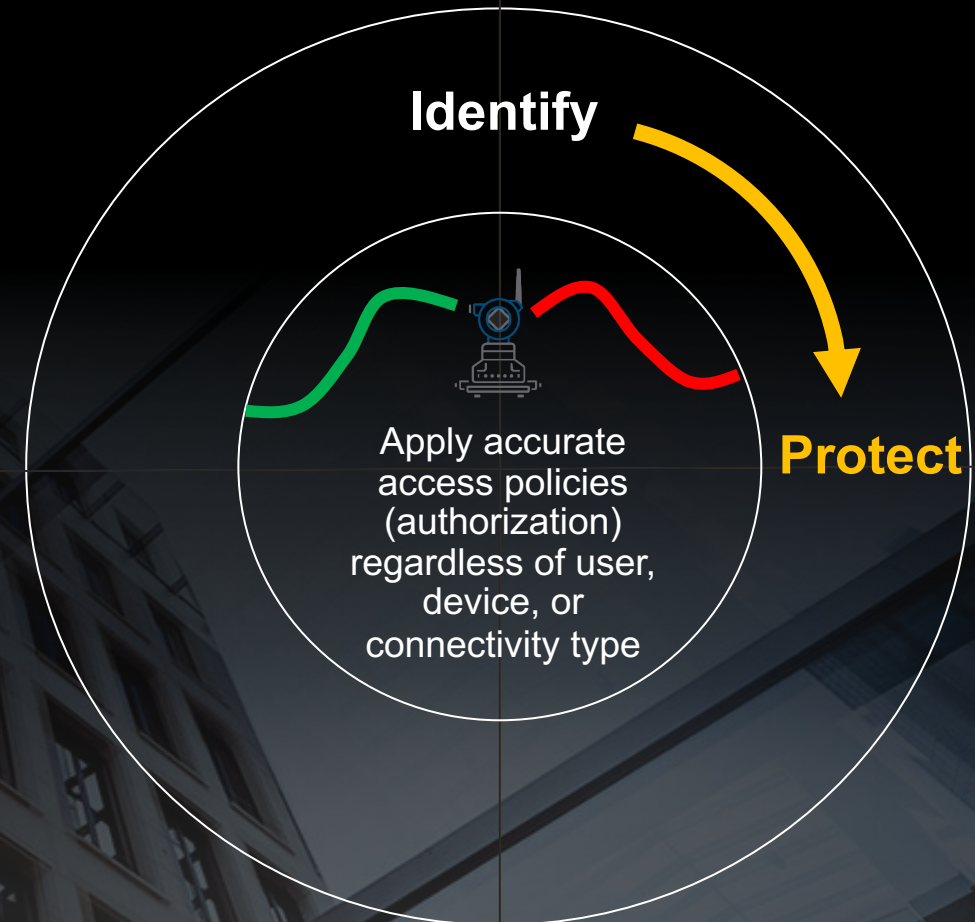 Identify
Apply accurate
access policies
(authorization)
regardless of user,
device, or
connectivity type
Protect